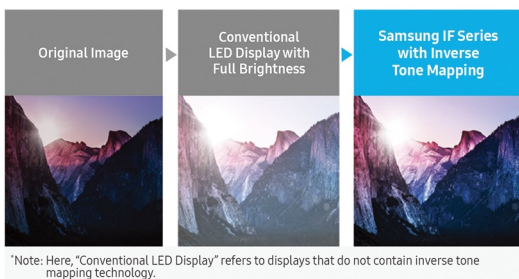 Original Image
Conventional
LED Display with
Full Brightness
Samsung IF Series
with Inverse
Tone Mapping
*Note: Here, “Conventional LED Display” refers to displays that do not contain inverse tone
mapping technology.